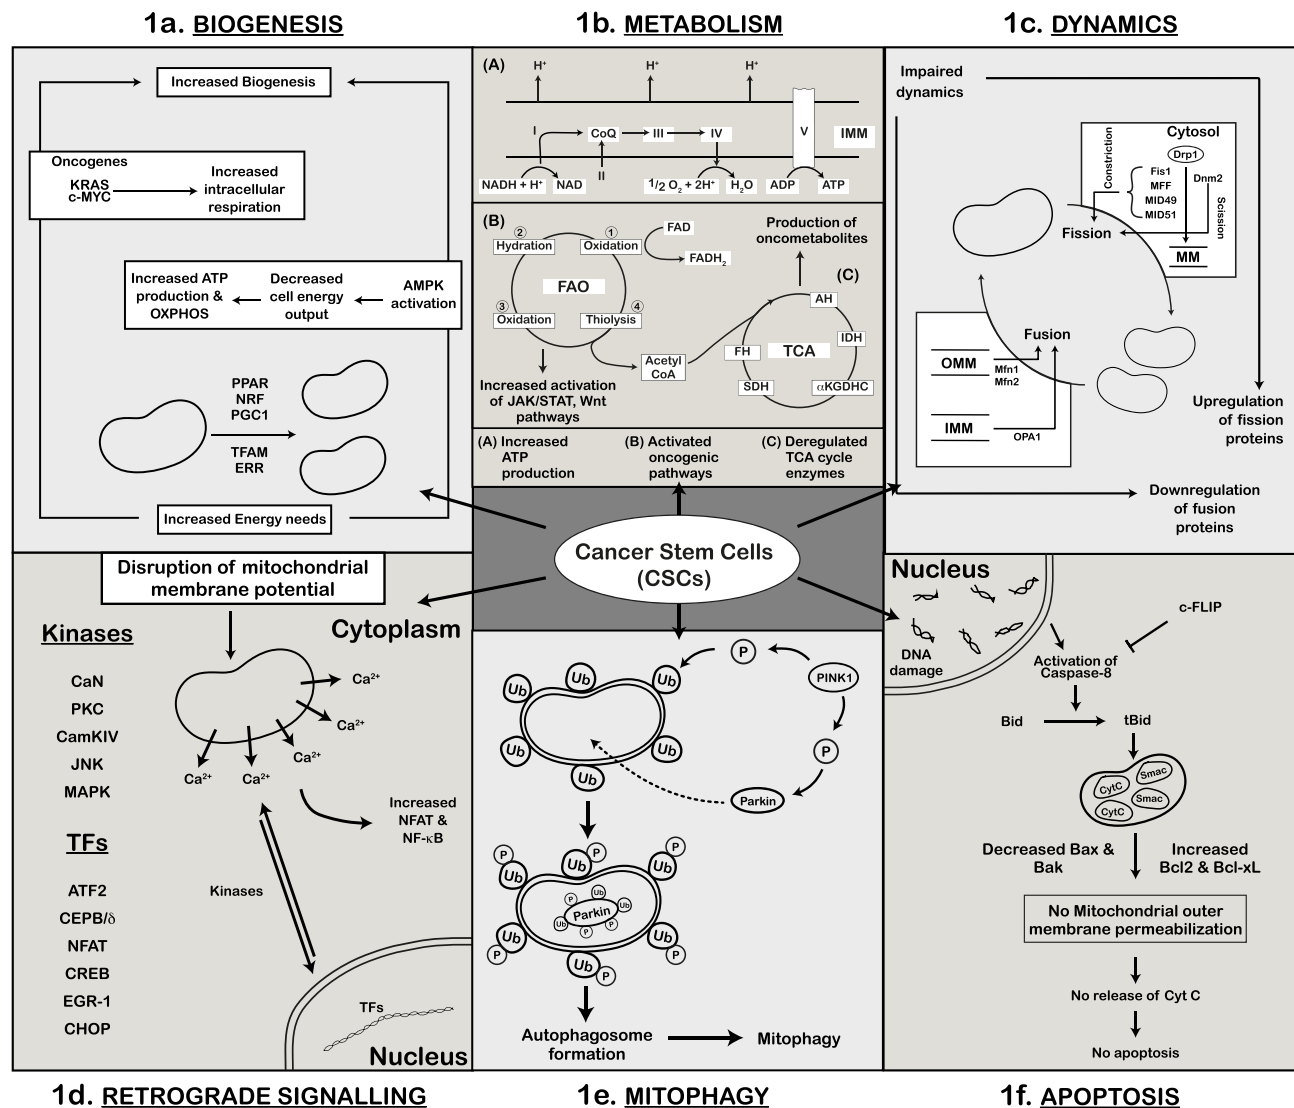 1a. BIOGENESIS
1b. METABOLISM
1c. DYNAMICS
Increased Biogenesis
Oncogenes
KRAS
c-MYC
Increased
intracellular
respiration
Increased ATP
production &
OXPHOS
Decreased
cell energy
output
AMPK
activation
PPAR
NRF
PGC1
TFAM
ERR
Increased Energy needs
(A)
H⁺
H⁺
H⁺
I
CoQ
III
IV
V
IMM
II
NADH + H⁺
NAD
1/2 O₂ + 2H⁺
H₂O
ADP
ATP
(B)
2
Hydration
1
Oxidation
FAD
FADH₂
FAO
3
Oxidation
4
Thiolysis
Increased activation
of JAK/STAT, Wnt
pathways
Acetyl
CoA
Production of
oncometabolites
(C)
AH
IDH
FH
TCA
SDH
αKGDHC
(A) Increased
ATP
production
(B) Activated
oncogenic
pathways
(C) Deregulated
TCA cycle
enzymes
Impaired
dynamics
Cytosol
Drp1
Constriction
Fis1
MFF
MID49
MID51
Dnm2
Scission
Fission
MM
Fusion
OMM
Mfn1
Mfn2
IMM
OPA1
Upregulation
of fission
proteins
Downregulation
of fusion
proteins
Cancer Stem Cells
(CSCs)
Disruption of mitochondrial
membrane potential
Cytoplasm
Kinases
CaN
PKC
CamKIV
JNK
MAPK
Ca²⁺
Ca²⁺
Ca²⁺
Ca²⁺
Ca²⁺
Increased
NFAT &
NF-κB
TFs
ATF2
CEPB/δ
NFAT
CREB
EGR-1
CHOP
Kinases
TFs
Nucleus
Ub
Ub
Ub
Ub
Ub
Ub
P
PINK1
P
Parkin
P
Ub
P
Ub
P
Ub
P
Ub
P
Ub
P
Ub
P
Ub
Ub
Parkin
Ub
P
P
Autophagosome
formation
Mitophagy
Nucleus
DNA
damage
c-FLIP
Activation of
Caspase-8
Bid
tBid
CytC
Smac
CytC
Smac
Decreased Bax &
Bak
Increased
Bcl2 & Bcl-xL
No Mitochondrial outer
membrane permeabilization
No release of Cyt C
No apoptosis
1d. RETROGRADE SIGNALLING
1e. MITOPHAGY
1f. APOPTOSIS